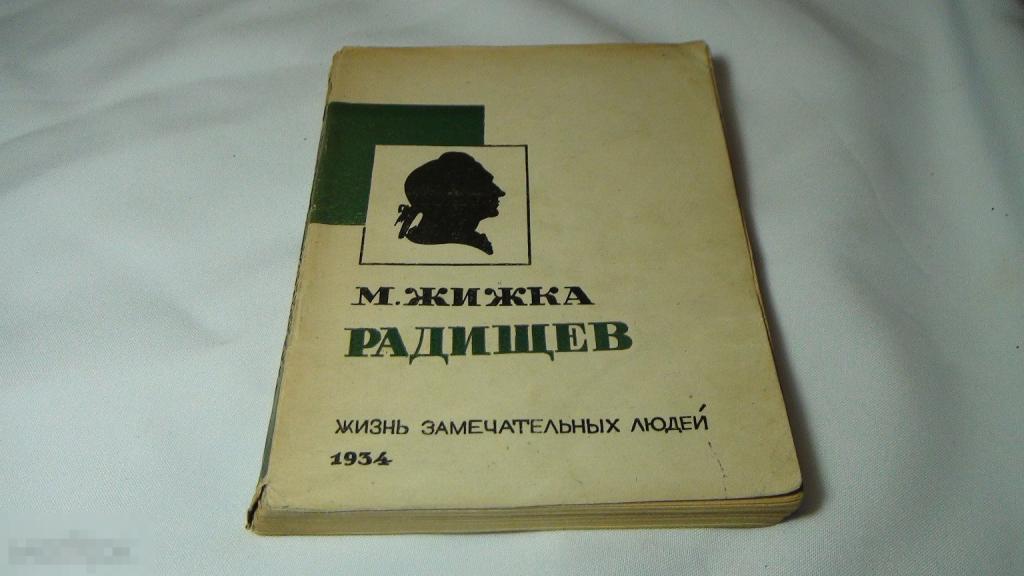 М. ЖИЖКА
РАДИЩЕВ
ЖИЗНЬ ЗАМЕЧАТЕЛЬНЫХ ЛЮДЕЙ
1934